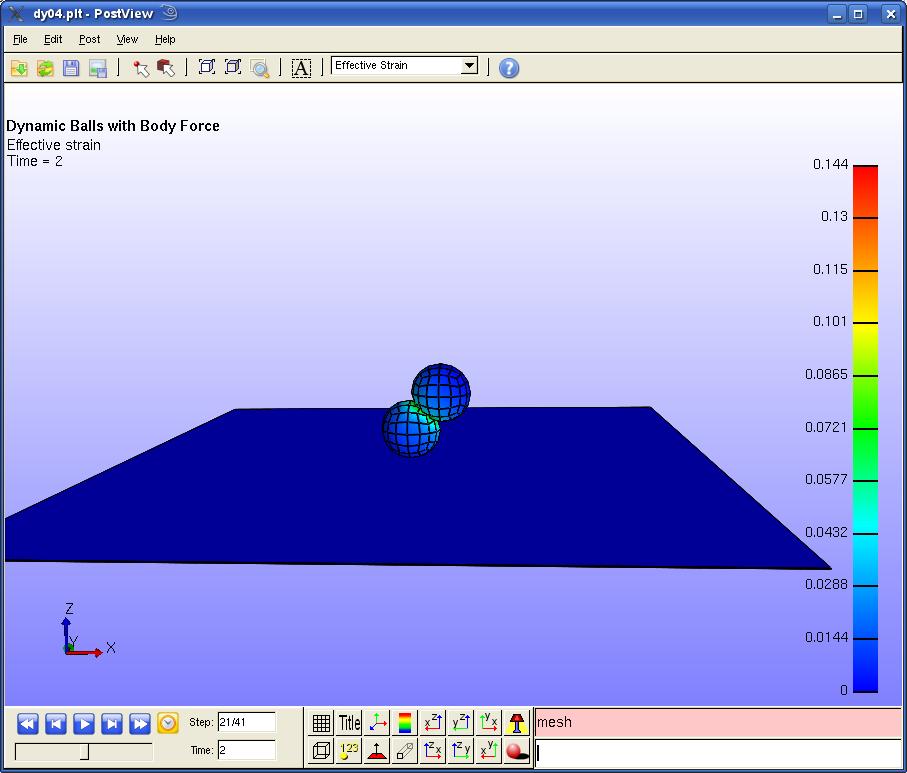 dy04.plt - PostView
File Edit Post View Help
A Effective Strain ?
Dynamic Balls with Body Force
Effective strain
Time = 2
0.144
0.13
0.115
0.101
0.0865
0.0721
0.0577
0.0432
0.0288
0.0144
0
Z
Y
X
Step: 21/41
Time: 2
Title
123
mesh